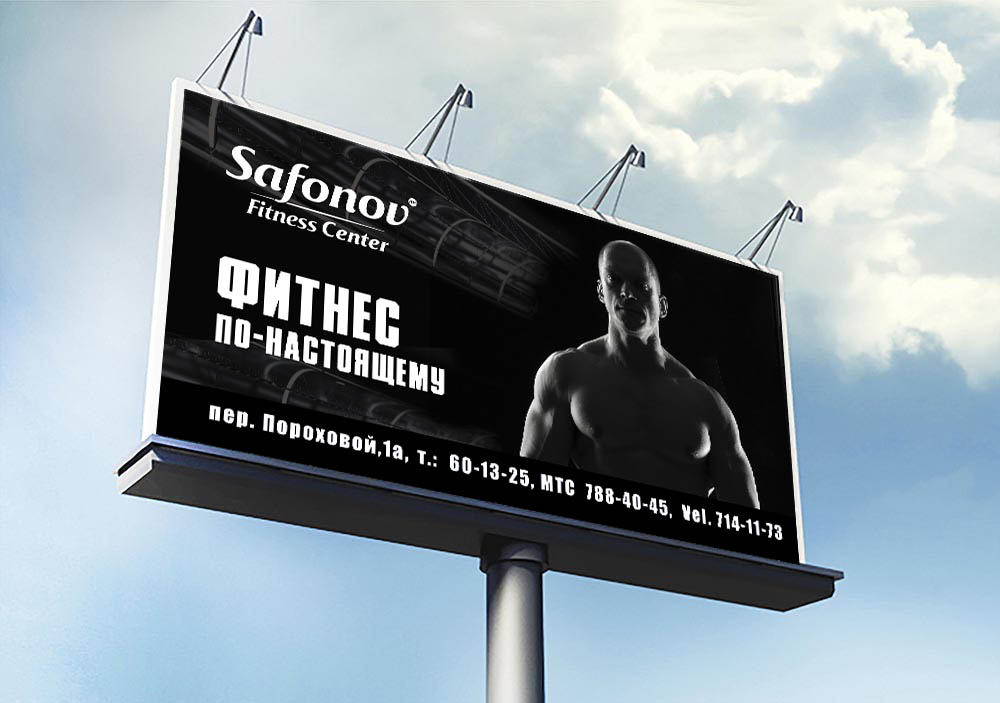 Safonov
Fitness Center
ФИТНЕС
ПО-НАСТОЯЩЕМУ
пер. Пороховой,1а, т.: 60-13-25, МТС 788-40-45, Vel. 714-11-73